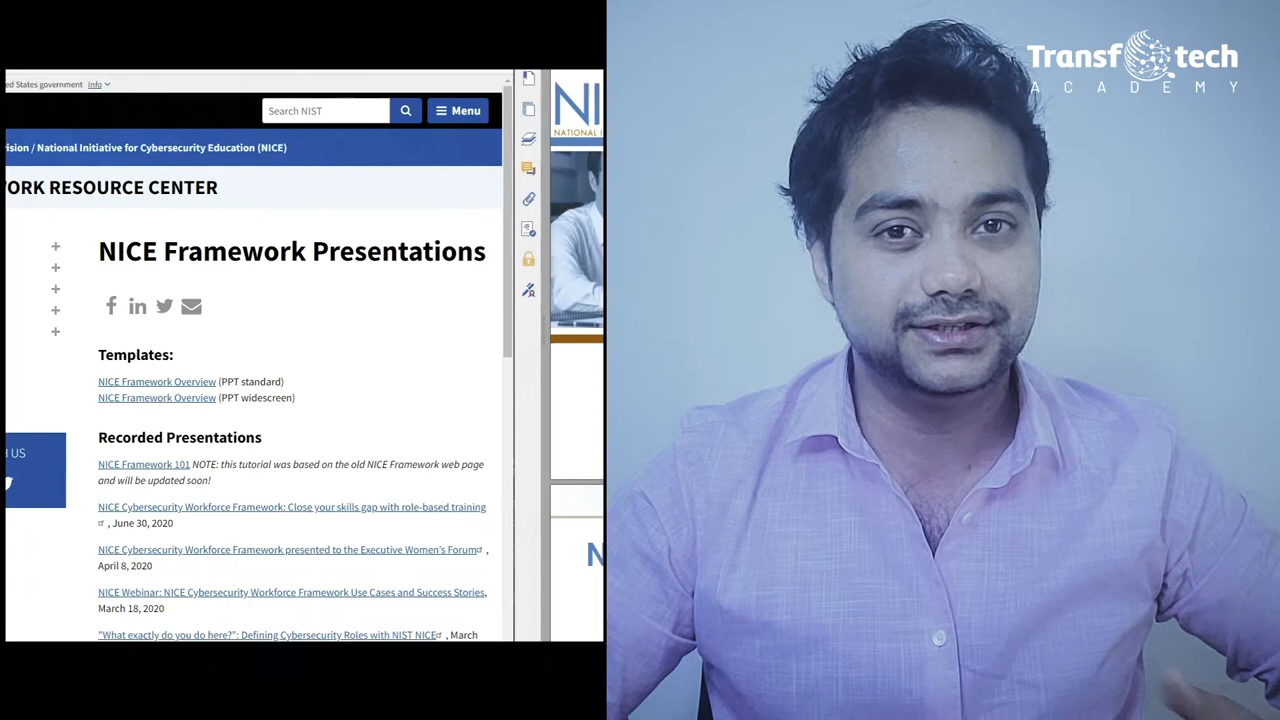 ed States government Info
Search NIST
Menu
ision / National Initiative for Cybersecurity Education (NICE)
ORK RESOURCE CENTER
NICE Framework Presentations
Templates:
NICE Framework Overview (PPT standard)
NICE Framework Overview (PPT widescreen)
Recorded Presentations
NICE Framework 101 NOTE: this tutorial was based on the old NICE Framework web page
and will be updated soon!
NICE Cybersecurity Workforce Framework: Close your skills gap with role-based training
, June 30, 2020
NICE Cybersecurity Workforce Framework presented to the Executive Women's Forum ,
April 8, 2020
NICE Webinar: NICE Cybersecurity Workforce Framework Use Cases and Success Stories,
March 18, 2020
"What exactly do you do here?": Defining Cybersecurity Roles with NIST NICE , March
H US
NI
NATIONAL I
N
Transf tech
ACADEMY